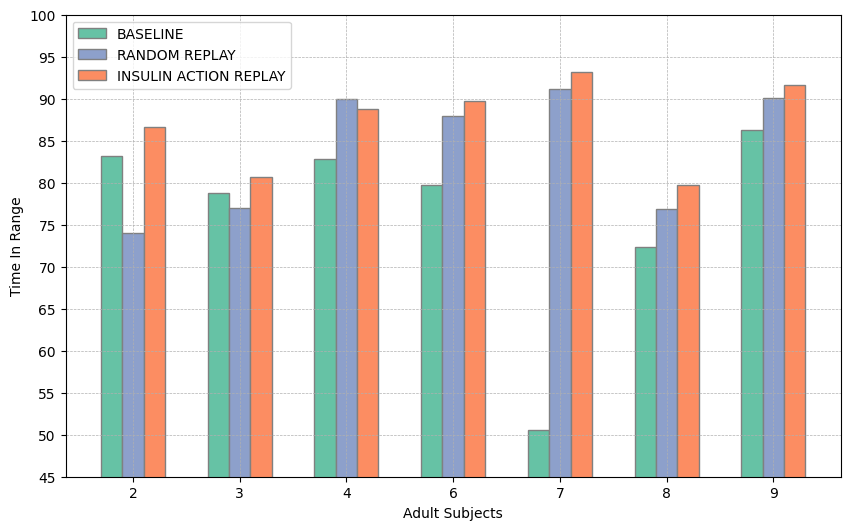 BASELINE
RANDOM REPLAY
INSULIN ACTION REPLAY
Time In Range
100
95
90
85
80
75
70
65
60
55
50
45
2 3 4 6 7 8 9
Adult Subjects